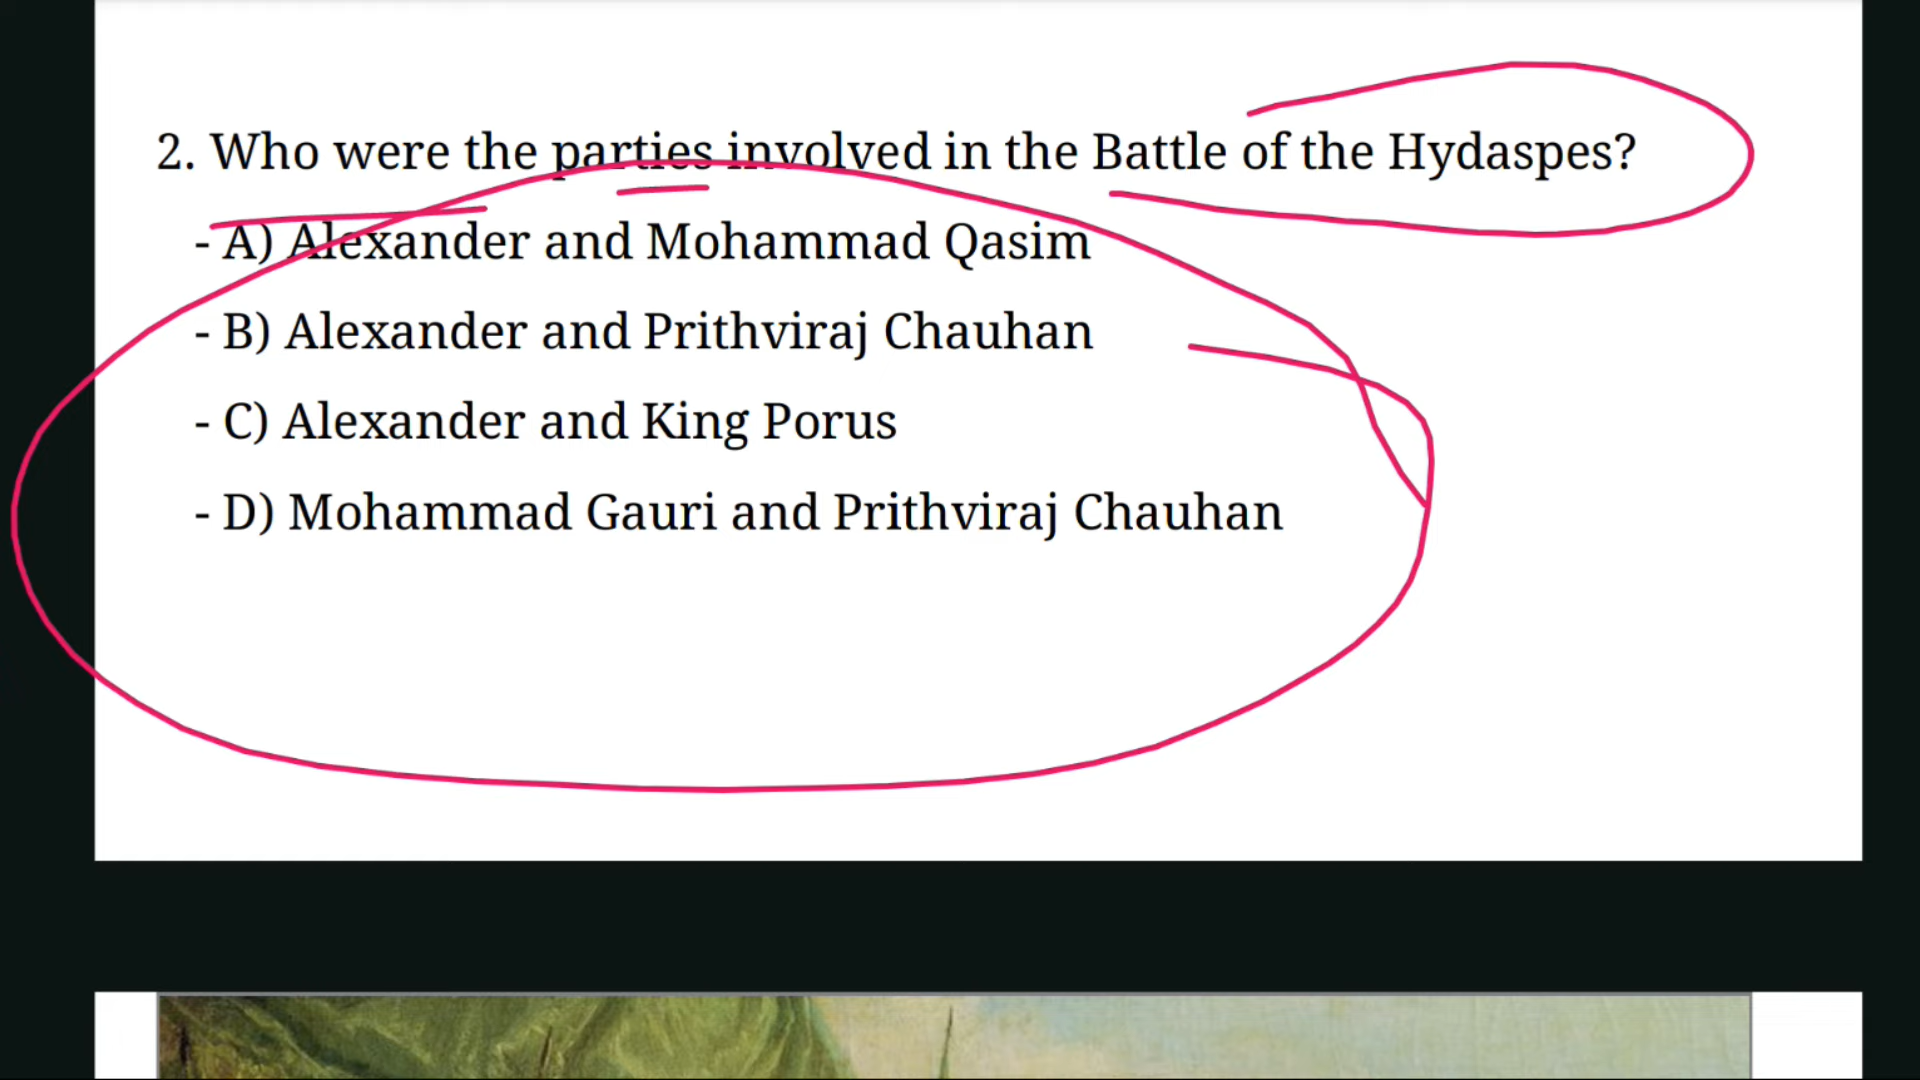 2. Who were the parties involved in the Battle of the Hydaspes?
- A) Alexander and Mohammad Qasim
- B) Alexander and Prithviraj Chauhan
- C) Alexander and King Porus
- D) Mohammad Gauri and Prithviraj Chauhan